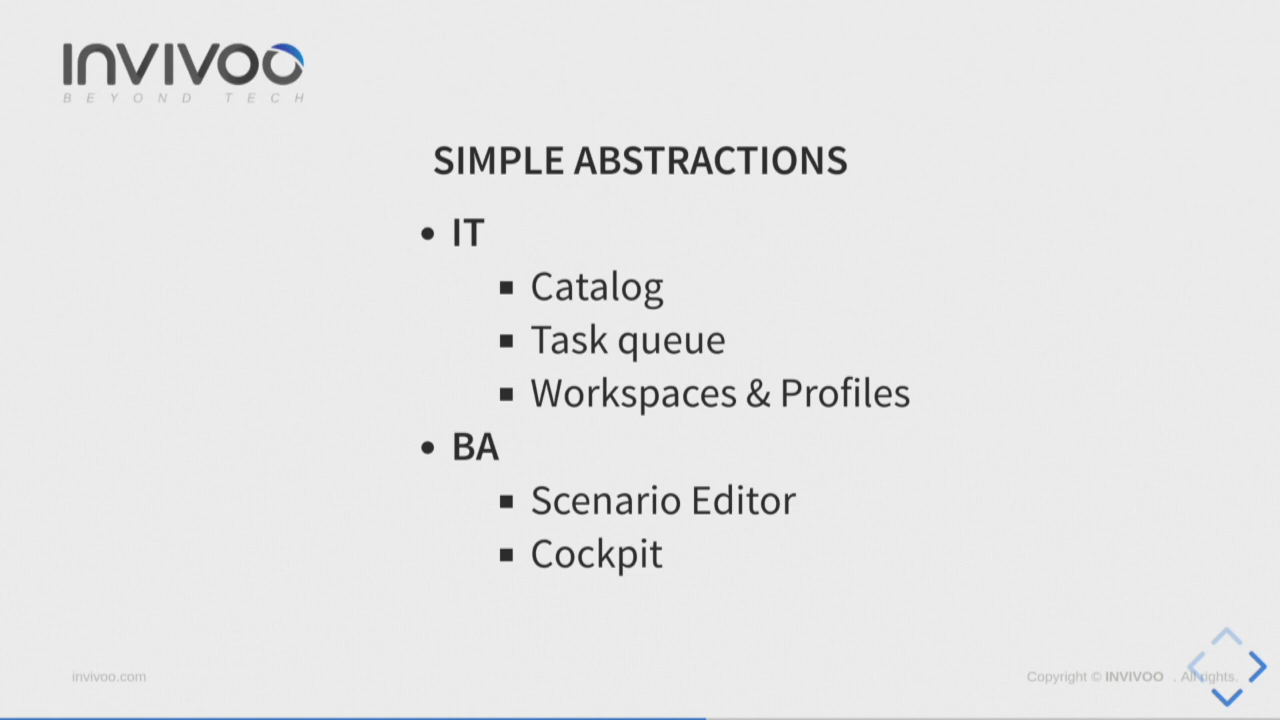 INVIVOO
BEYOND TECH
SIMPLE ABSTRACTIONS
• IT
▪ Catalog
▪ Task queue
▪ Workspaces & Profiles
• BA
▪ Scenario Editor
▪ Cockpit
invivoo.com
Copyright © INVIVOO . All rights.